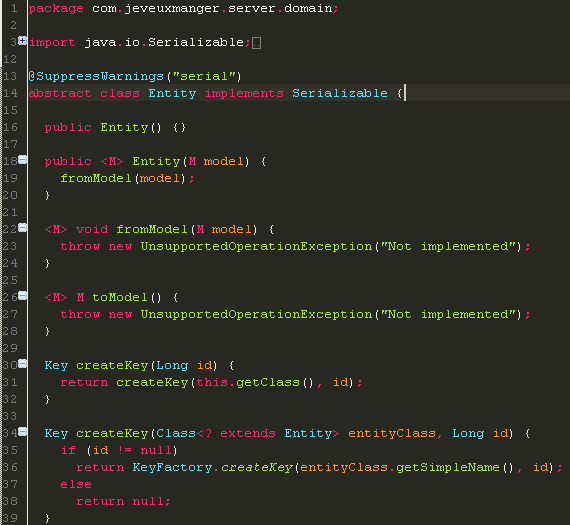 1 package com.jeveuxmanger.server.domain;
2
3 import java.io.Serializable;
12
13 @SuppressWarnings("serial")
14 abstract class Entity implements Serializable {
15
16   public Entity() {}
17
18   public <M> Entity(M model) {
19     fromModel(model);
20   }
21
22   <M> void fromModel(M model) {
23     throw new UnsupportedOperationException("Not implemented");
24   }
25
26   <M> M toModel() {
27     throw new UnsupportedOperationException("Not implemented");
28   }
29
30   Key createKey(Long id) {
31     return createKey(this.getClass(), id);
32   }
33
34   Key createKey(Class<? extends Entity> entityClass, Long id) {
35     if (id != null)
36       return KeyFactory.createKey(entityClass.getSimpleName(), id);
37     else
38       return null;
39   }